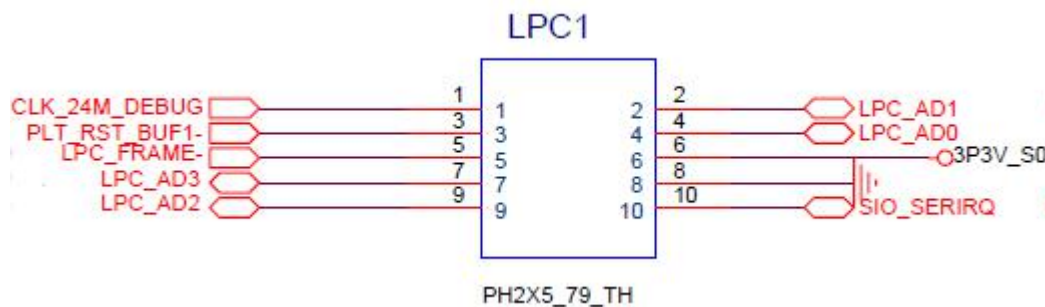 LPC1
CLK_24M_DEBUG 1 1 2 2 LPC_AD1
PLT_RST_BUF1- 3 3 4 4 LPC_AD0
LPC_FRAME- 5 5 6 6 3P3V_S0
LPC_AD3 7 7 8 8
LPC_AD2 9 9 10 10 SIO_SERIRQ
PH2X5_79_TH